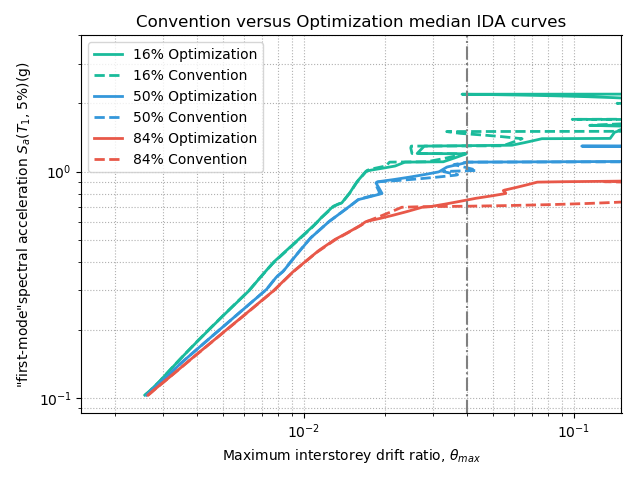 Convention versus Optimization median IDA curves
16% Optimization
16% Convention
50% Optimization
50% Convention
84% Optimization
84% Convention
"first-mode"spectral acceleration Sₐ(T₁, 5%)(g)
10⁰
10⁻¹
10⁻²
10⁻¹
Maximum interstorey drift ratio, θₘₐₓ